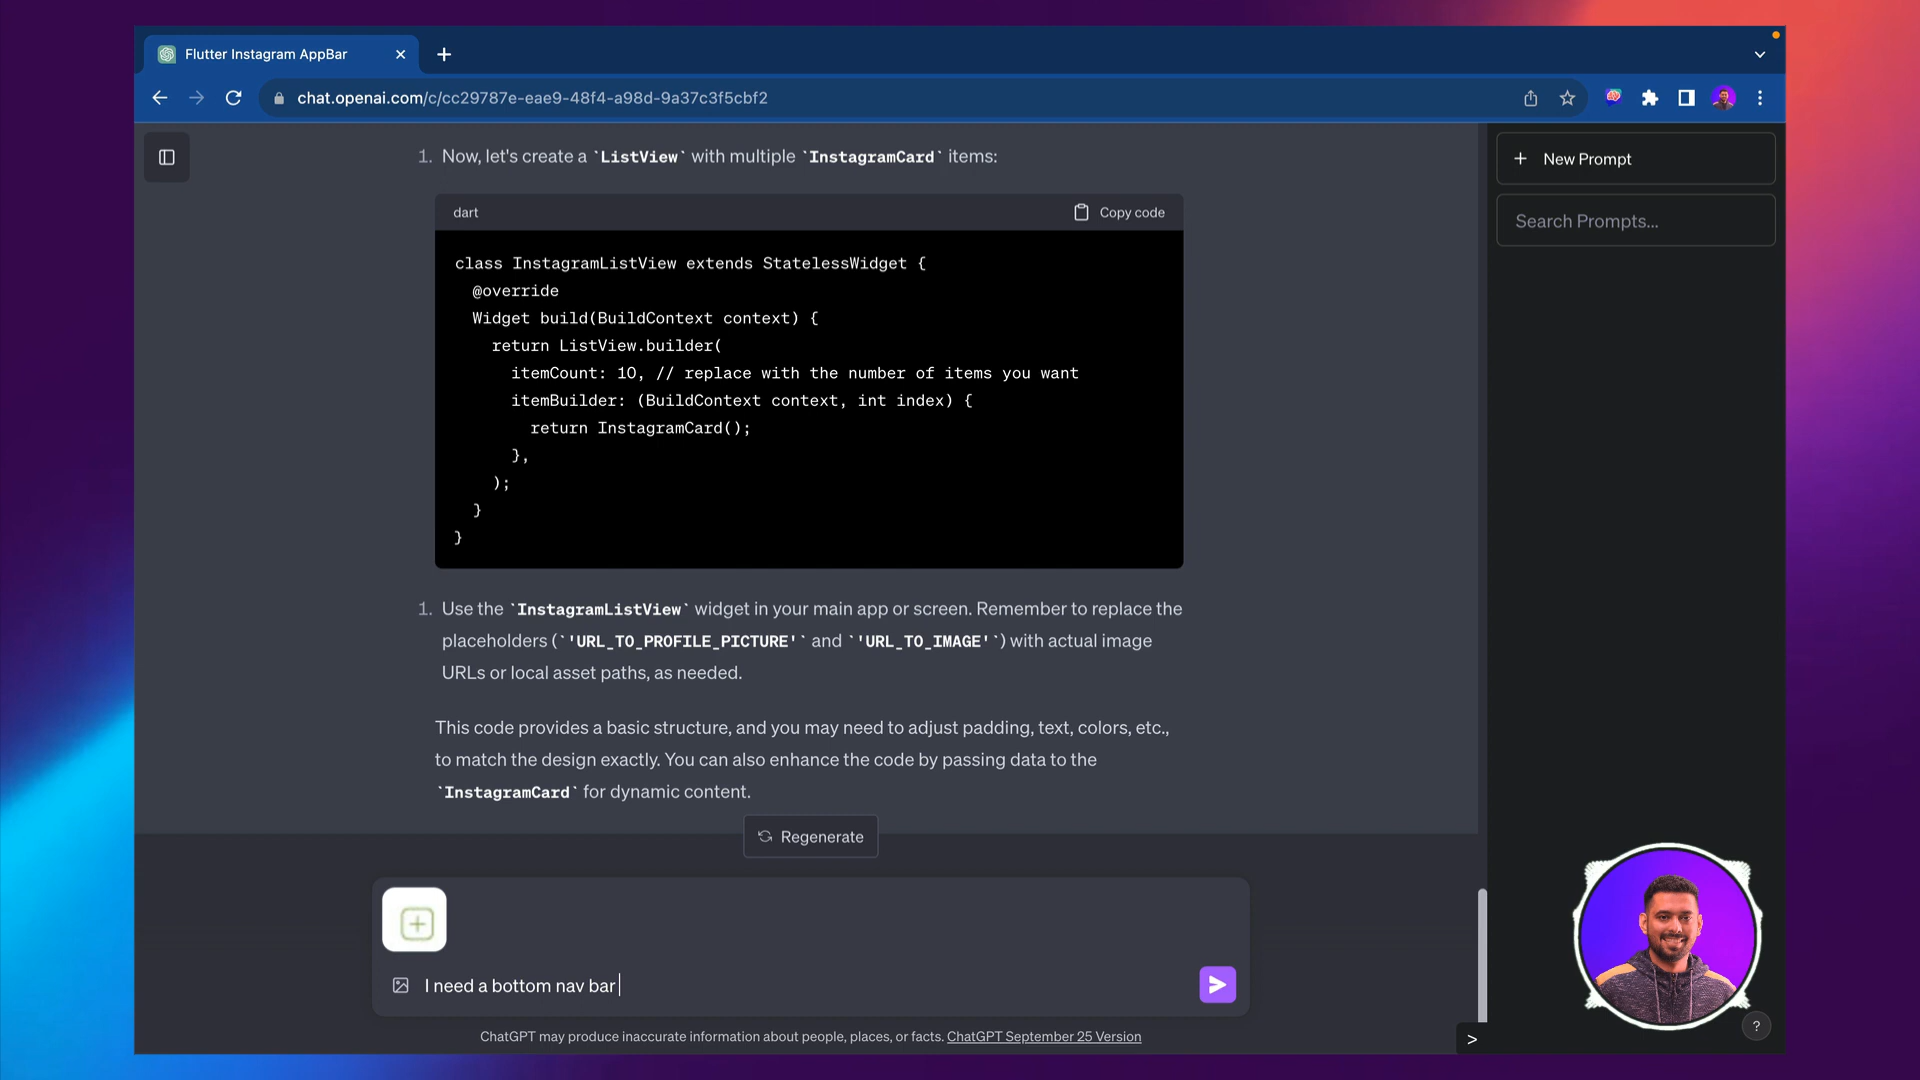 Flutter Instagram AppBar
chat.openai.com/c/cc29787e-eae9-48f4-a98d-9a37c3f5cbf2
1. Now, let's create a `ListView` with multiple `InstagramCard` items:
dart
Copy code
class InstagramListView extends StatelessWidget {
@override
Widget build(BuildContext context) {
return ListView.builder(
itemCount: 10, // replace with the number of items you want
itemBuilder: (BuildContext context, int index) {
return InstagramCard();
},
);
}
}
1. Use the `InstagramListView` widget in your main app or screen. Remember to replace the
placeholders (`'URL_TO_PROFILE_PICTURE'` and `'URL_TO_IMAGE'`) with actual image
URLs or local asset paths, as needed.
This code provides a basic structure, and you may need to adjust padding, text, colors, etc.,
to match the design exactly. You can also enhance the code by passing data to the
`InstagramCard` for dynamic content.
Regenerate
I need a bottom nav bar
ChatGPT may produce inaccurate information about people, places, or facts. ChatGPT September 25 Version
+ New Prompt
Search Prompts...
>
?